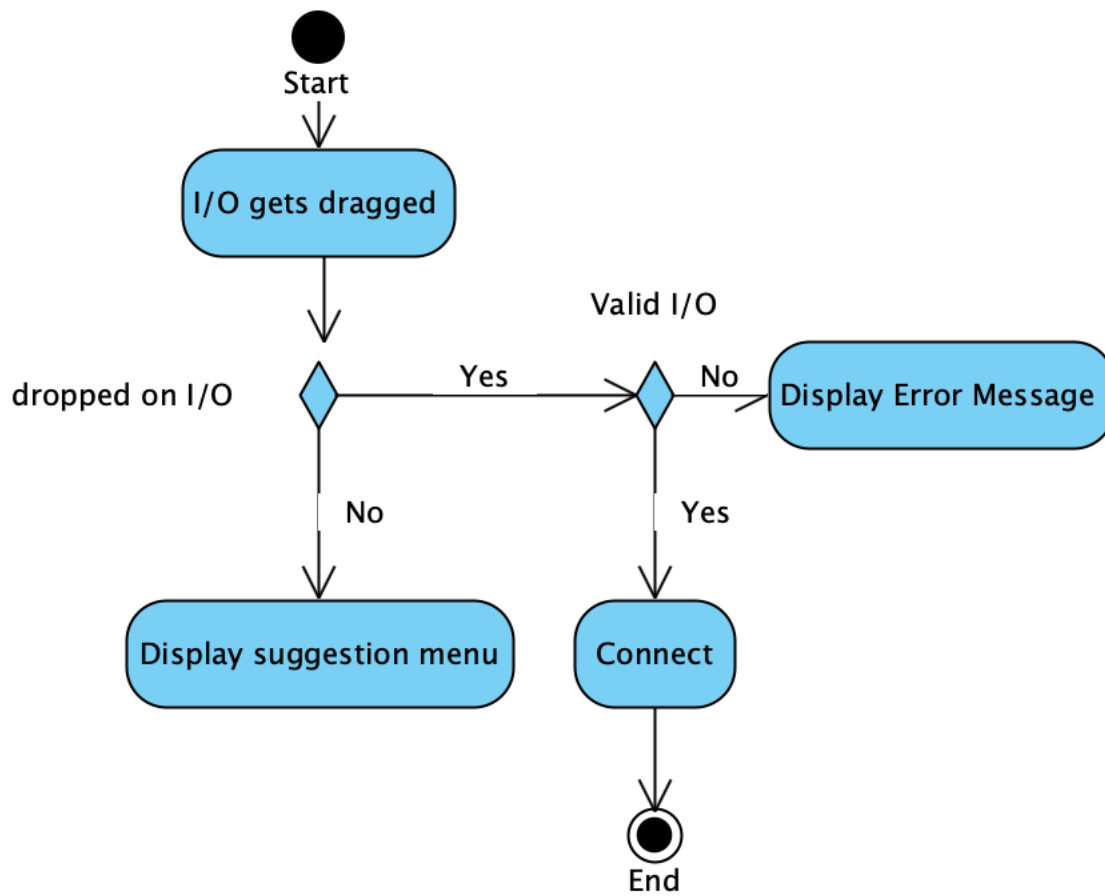 Start
I/O gets dragged
Valid I/O
dropped on I/O
Yes
No
Display Error Message
No
Yes
Display suggestion menu
Connect
End